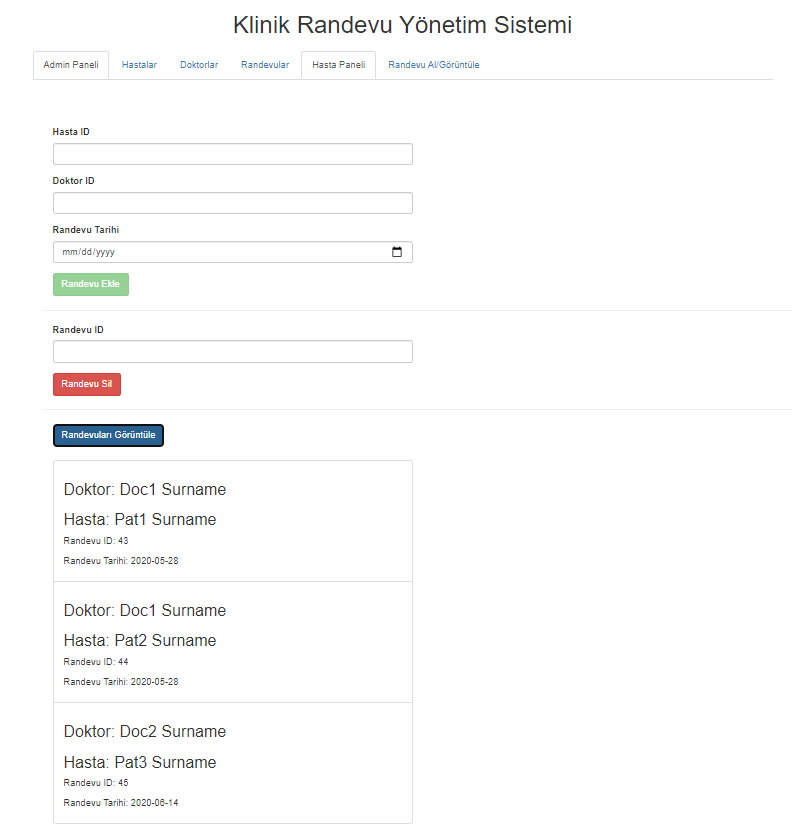 Klinik Randevu Yönetim Sistemi
Admin Paneli Hastalar Doktorlar Randevular Hasta Paneli Randevu Al/Görüntüle
Hasta ID
Doktor ID
Randevu Tarihi
mm/dd/yyyy
Randevu Ekle
Randevu ID
Randevu Sil
Randevuları Görüntüle
Doktor: Doc1 Surname
Hasta: Pat1 Surname
Randevu ID: 43
Randevu Tarihi: 2020-05-28
Doktor: Doc1 Surname
Hasta: Pat2 Surname
Randevu ID: 44
Randevu Tarihi: 2020-05-28
Doktor: Doc2 Surname
Hasta: Pat3 Surname
Randevu ID: 45
Randevu Tarihi: 2020-06-14